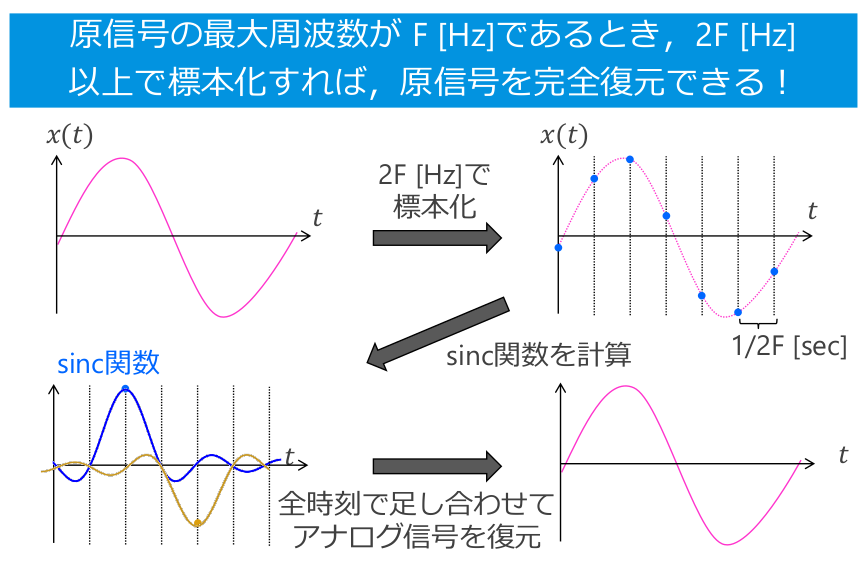 原信号の最大周波数が F [Hz]であるとき，2F [Hz]
以上で標本化すれば，原信号を完全復元できる！
x(t)
t
2F [Hz]で
標本化
x(t)
t
1/2F [sec]
sinc関数を計算
sinc関数
t
全時刻で足し合わせて
アナログ信号を復元
t